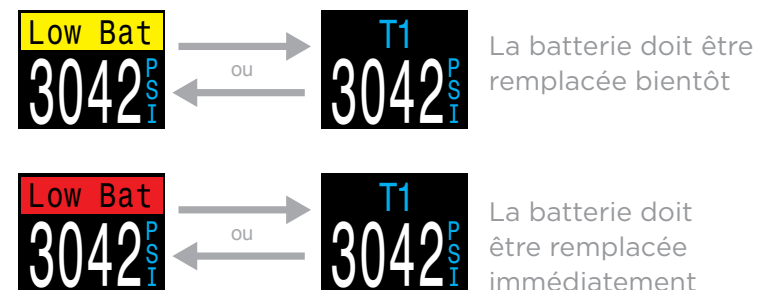 Low Bat
3042 PSI
ou
T1
3042 PSI
La batterie doit être
remplacée bientôt
Low Bat
3042 PSI
ou
T1
3042 PSI
La batterie doit
être remplacée
immédiatement